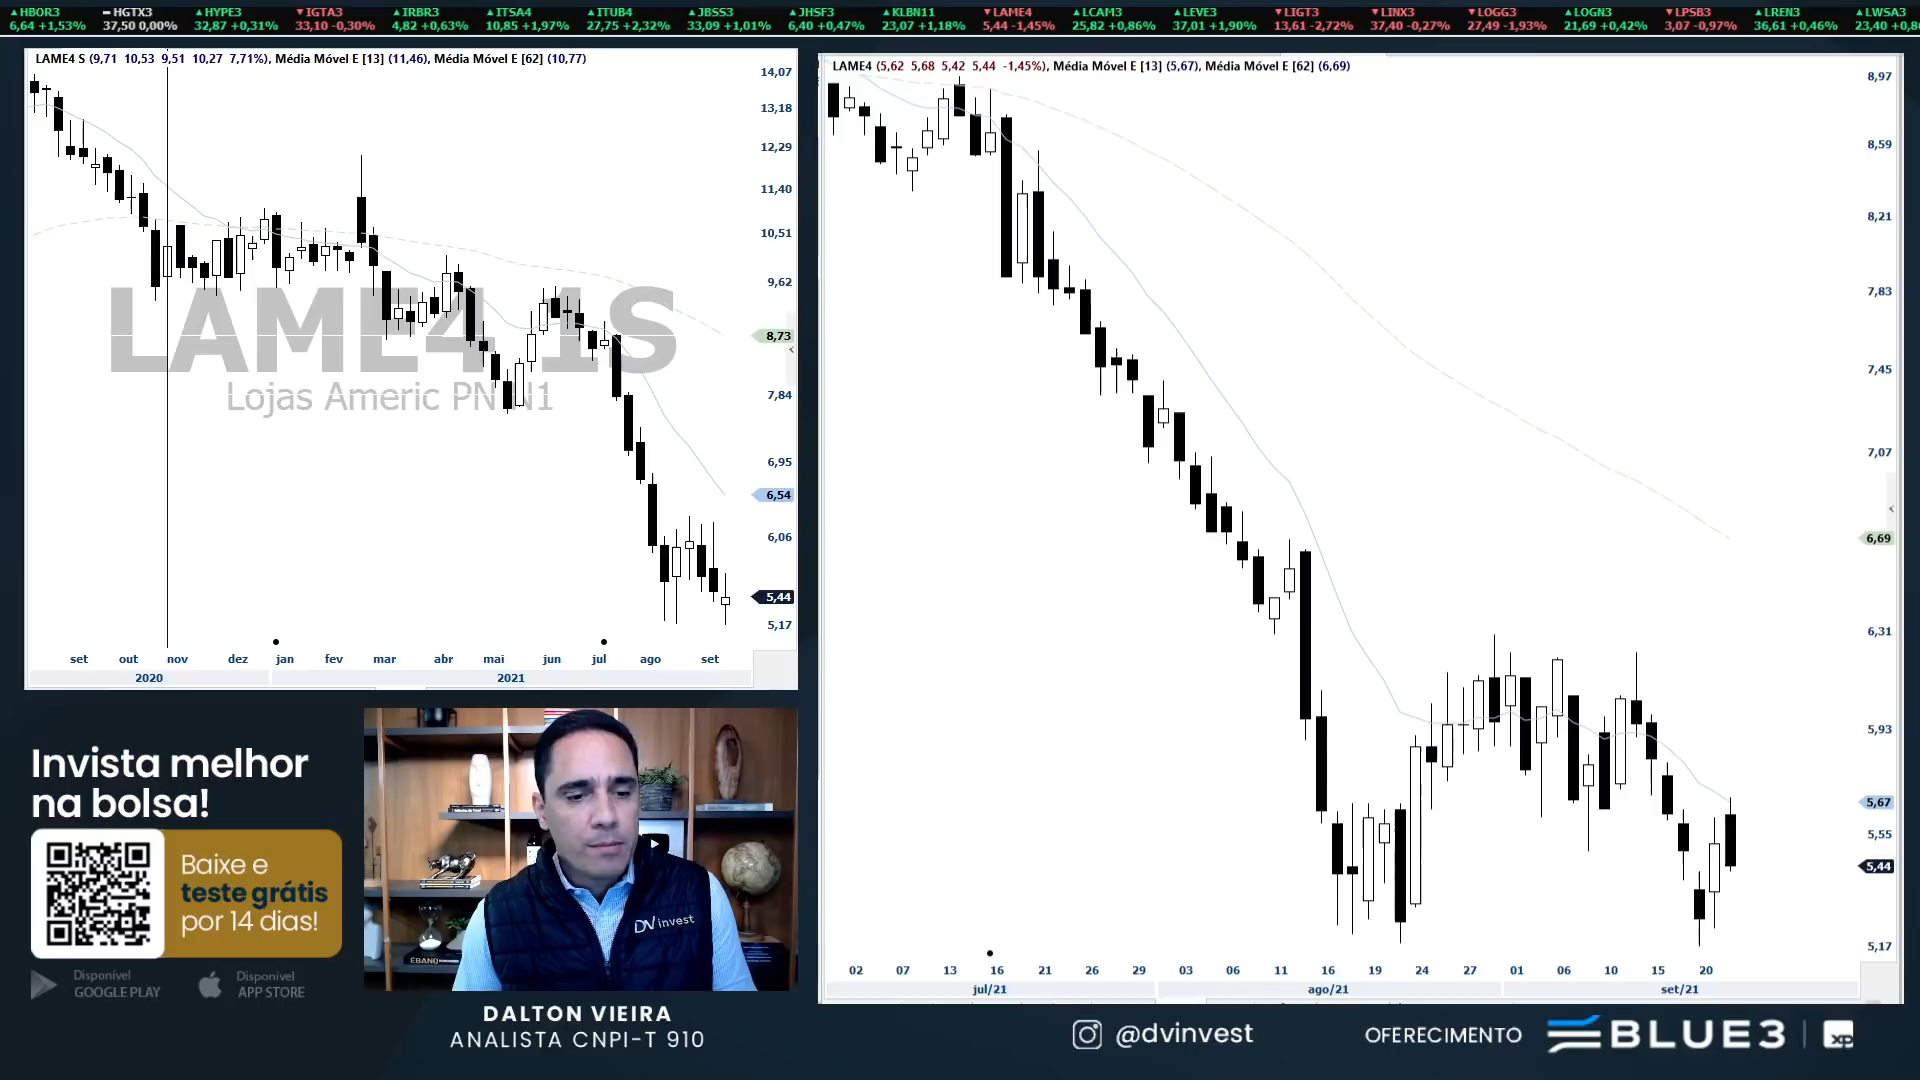 ▲HBOR3 ▬HGTX3 ▲HYPE3 ▼IGTA3 ▲IRBR3 ▲ITSA4 ▲ITUB4 ▲JBSS3 ▲JHSF3 ▲KLBN11 ▼LAME4 ▲LCAM3 ▲LEVE3 ▼LIGT3 ▼LINX3 ▼LOGG3 ▲LOGN3 ▼LPSB3 ▲LREN3 ▲LWSA3
6,64 +1,53% 37,50 0,00% 32,87 +0,31% 33,10 -0,30% 4,82 +0,63% 10,85 +1,97% 27,75 +2,32% 33,09 +1,01% 6,40 +0,47% 23,07 +1,18% 5,44 -1,45% 25,82 +0,86% 37,01 +1,90% 13,61 -2,72% 37,40 -0,27% 27,49 -1,93% 21,69 +0,42% 3,07 -0,97% 36,61 +0,46% 23,40 +0,8
LAME4 S (9,71 10,53 9,51 10,27 7,71%), Média Móvel E [13] (11,46), Média Móvel E [62] (10,77)
14,07
13,18
12,29
11,40
10,51
9,62
8,73
7,84
6,95
6,54
6,06
5,44
5,17
LAME4 1S
Lojas Americ PN N1
set out nov dez jan fev mar abr mai jun jul ago set
2020 2021
LAME4 (5,62 5,68 5,42 5,44 -1,45%), Média Móvel E [13] (5,67), Média Móvel E [62] (6,69)
8,97
8,59
8,21
7,83
7,45
7,07
6,69
6,31
5,93
5,67
5,55
5,44
5,17
02 07 13 16 21 26 29 03 06 11 16 19 24 27 01 06 10 15 20
jul/21 ago/21 set/21
Invista melhor
na bolsa!
Baixe e
teste grátis
por 14 dias!
Disponível
GOOGLE PLAY
Disponível
APP STORE
DV invest
ÉBANO
DALTON VIEIRA
ANALISTA CNPI-T 910
@dvinvest
OFERECIMENTO
BLUE3
xp